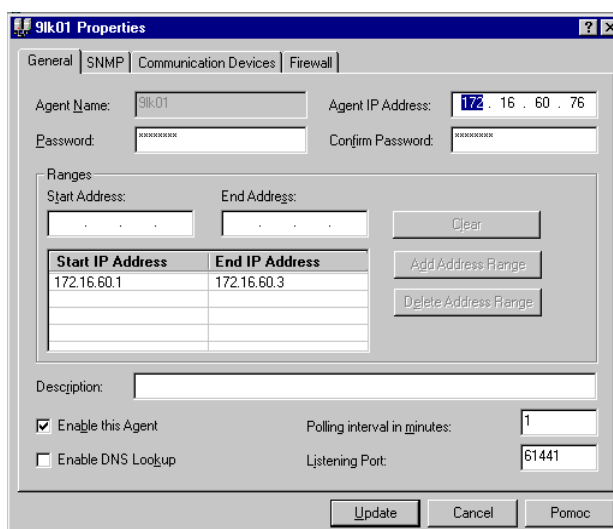 9lk01 Properties
General SNMP Communication Devices Firewall
Agent Name: 9lk01 Agent IP Address: 172 . 16 . 60 . 76
Password: ******** Confirm Password: ********
Ranges
Start Address: End Address:
. . . . . . Clear
Start IP Address End IP Address Add Address Range
172.16.60.1 172.16.60.3
Delete Address Range
Description:
Enable this Agent Polling interval in minutes: 1
Enable DNS Lookup Listening Port: 61441
Update Cancel Pomoc